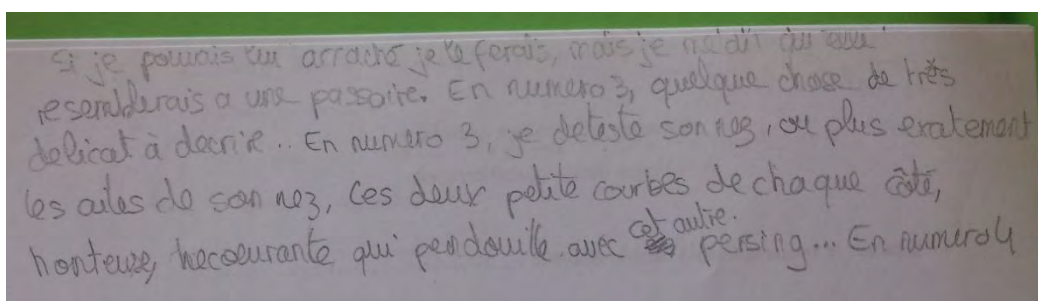 Si je pouvais lui arraché je le ferais, mais je me dit qu'elle
resemblerais a une passoire. En numero 3, quelque chose de très
delicat à decrire.. En numero 3, je deteste son nez, ou plus exatement
les ailes de son nez, ces deux petite courbes de chaque côté,
honteuse, hecoeurante qui pendouille avec cet autre persing... En numero 4